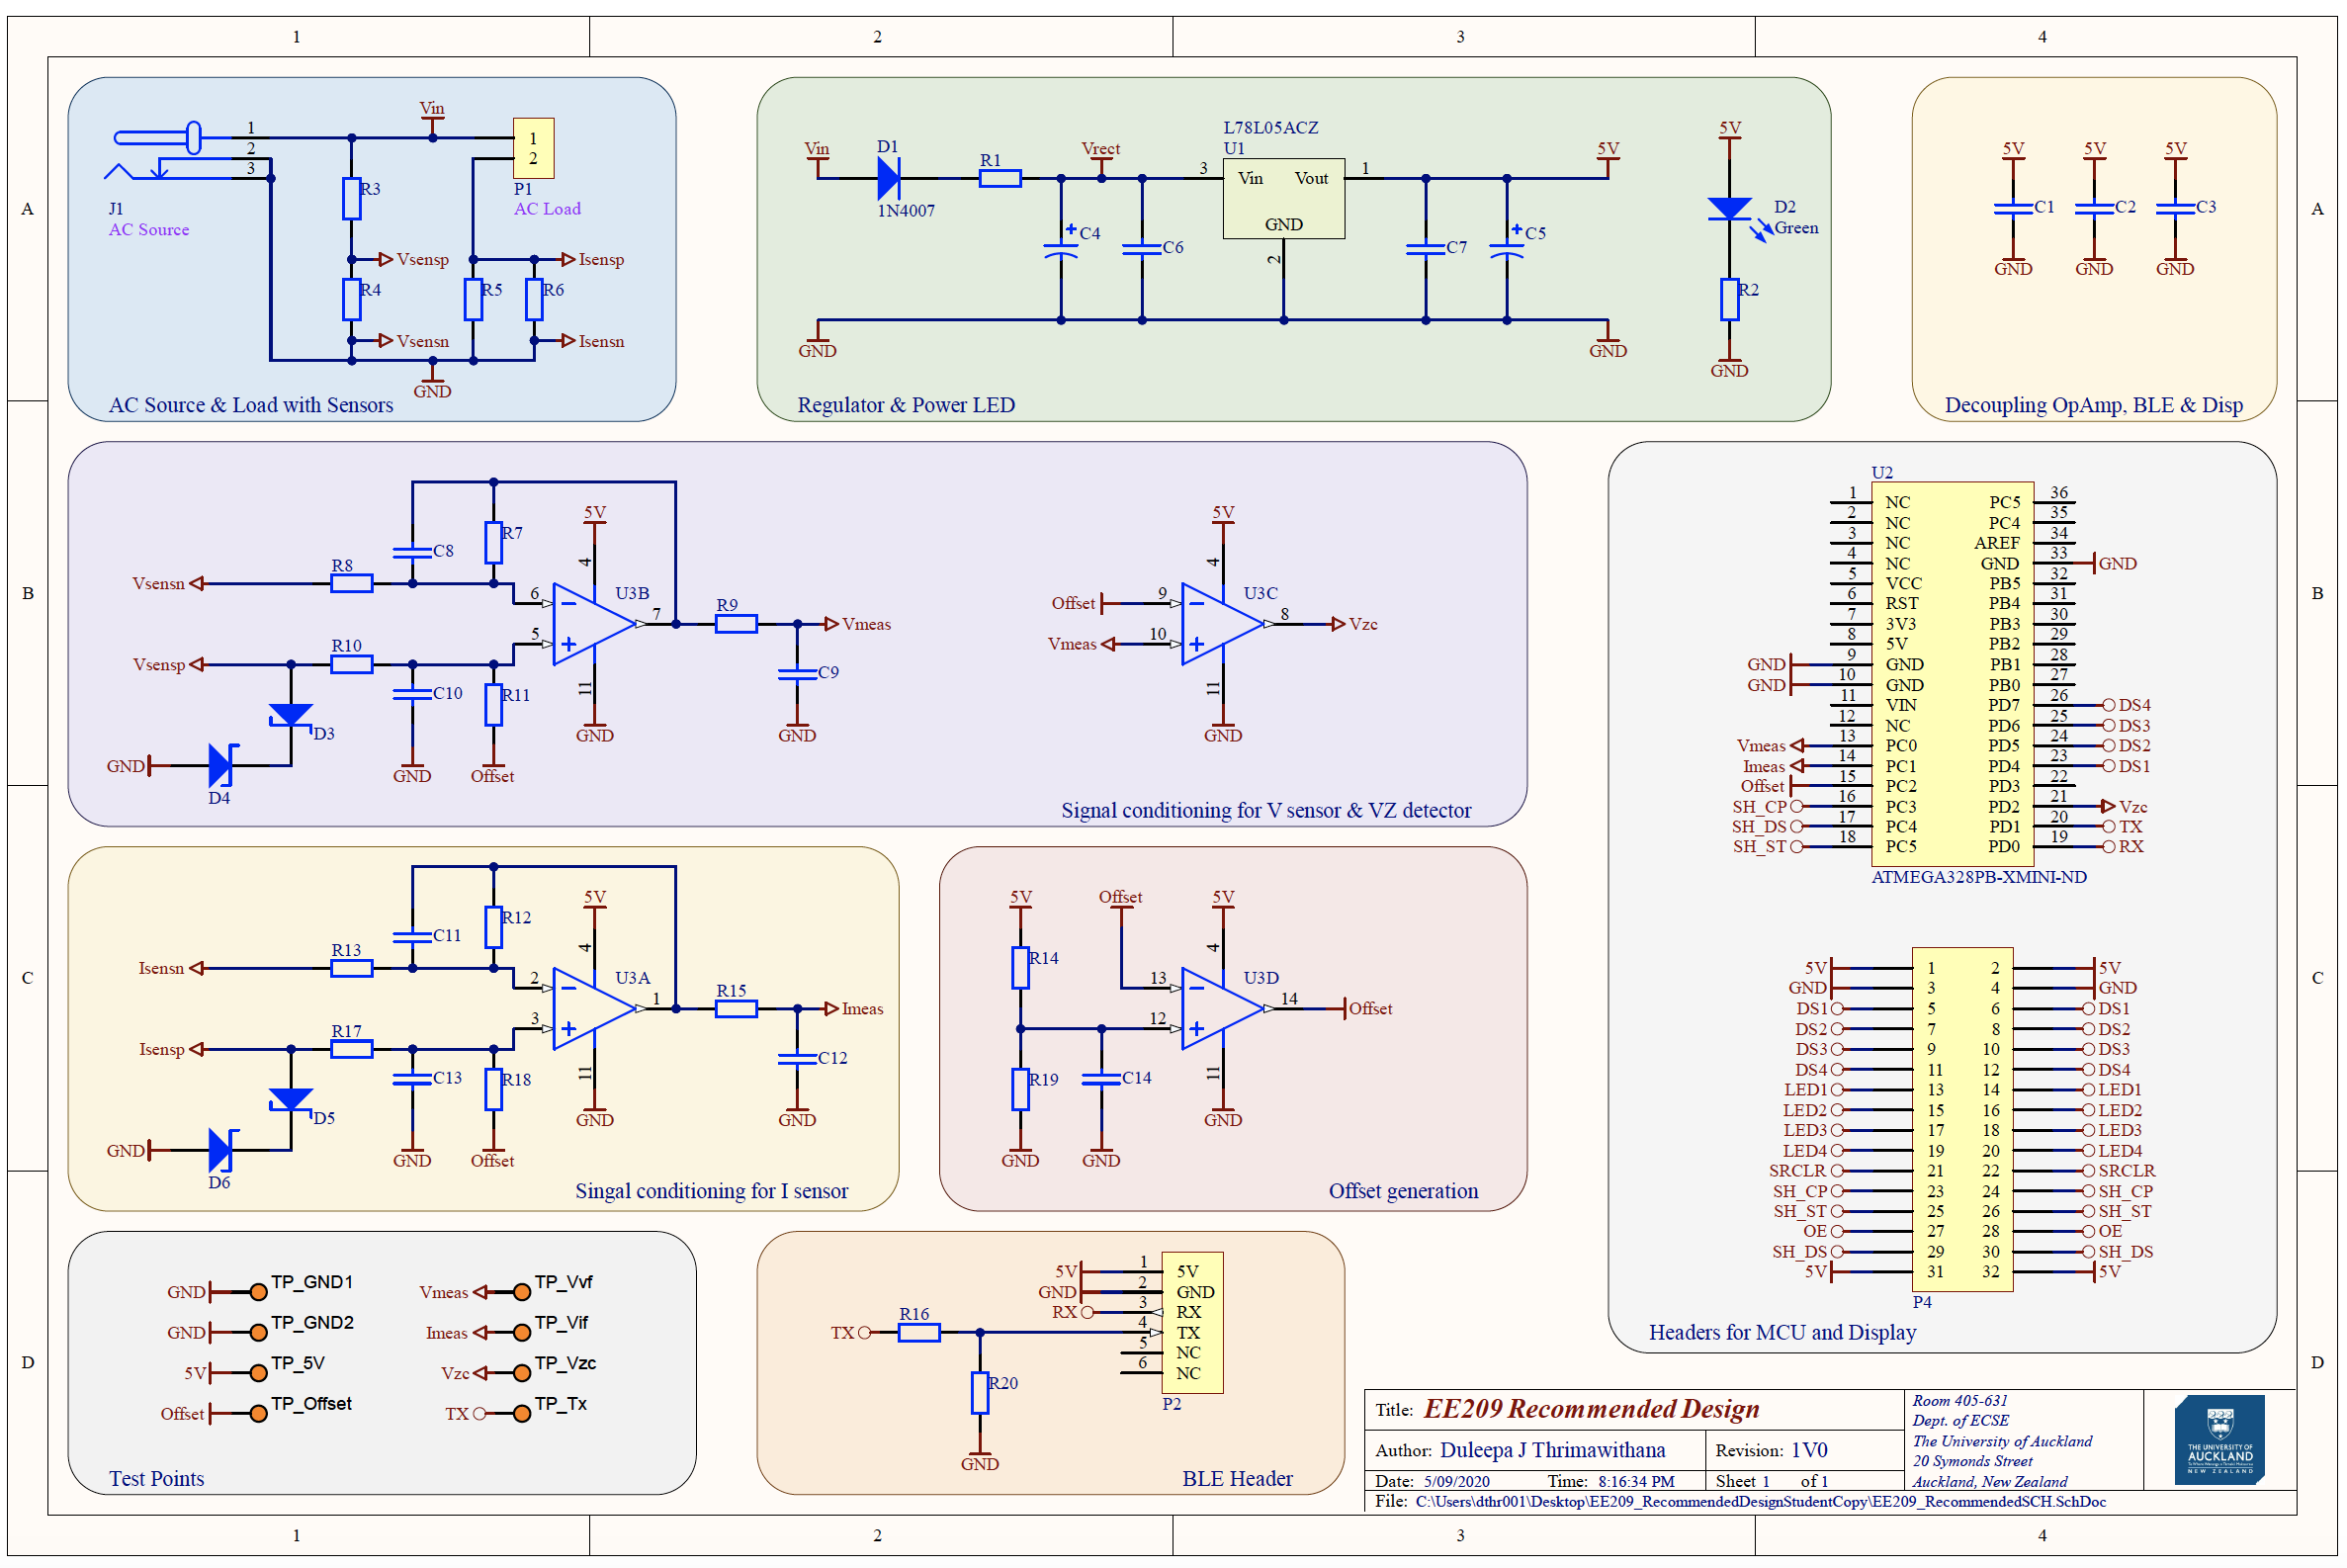 1 2 3 4
A
B
C
D
A
B
C
D
Vin
1
2
3
1
2
R3
P1
AC Load
J1
AC Source
Vsensp
Isensp
R4
R5
R6
Vsensn
Isensn
GND
AC Source & Load with Sensors
L78L05ACZ
U1
Vin
D1
1N4007
R1
Vrect
3
Vin
Vout
GND
1
2
5V
+
C4
C6
C7
+
C5
GND
GND
5V
D2
Green
R2
GND
Regulator & Power LED
5V 5V 5V
C1 C2 C3
GND GND GND
Decoupling OpAmp, BLE & Disp
C8
R7
5V
4
Vsensn
R8
6
U3B
7
R9
Vmeas
5
Vsensp
R10
C10
R11
11
C9
D3
GND
D4
GND
Offset
GND
GND
5V
4
Offset
9
U3C
8
Vzc
Vmeas
10
11
GND
Signal conditioning for V sensor & VZ detector
C11
R12
5V
4
Isensn
R13
2
U3A
1
R15
Imeas
3
Isensp
R17
C13
R18
11
C12
D5
GND
D6
GND
Offset
GND
GND
Singal conditioning for I sensor
5V
Offset
5V
R14
4
13
U3D
14
Offset
12
R19
C14
11
GND
GND
GND
Offset generation
U2
1 NC PC5 36
2 NC PC4 35
3 NC AREF 34
4 NC GND 33 GND
5 VCC PB5 32
6 RST PB4 31
7 3V3 PB3 30
8 5V PB2 29
GND 9 GND PB1 28
GND 10 GND PB0 27
11 VIN PD7 26 DS4
12 NC PD6 25 DS3
Vmeas 13 PC0 PD5 24 DS2
Imeas 14 PC1 PD4 23 DS1
Offset 15 PC2 PD3 22
SH_CP 16 PC3 PD2 21 Vzc
SH_DS 17 PC4 PD1 20 TX
SH_ST 18 PC5 PD0 19 RX
ATMEGA328PB-XMINI-ND
5V 1 2 5V
GND 3 4 GND
DS1 5 6 DS1
DS2 7 8 DS2
DS3 9 10 DS3
DS4 11 12 DS4
LED1 13 14 LED1
LED2 15 16 LED2
LED3 17 18 LED3
LED4 19 20 LED4
SRCLR 21 22 SRCLR
SH_CP 23 24 SH_CP
SH_ST 25 26 SH_ST
OE 27 28 OE
SH_DS 29 30 SH_DS
5V 31 32 5V
P4
Headers for MCU and Display
GND TP_GND1
GND TP_GND2
5V TP_5V
Offset TP_Offset
Vmeas TP_Vvf
Imeas TP_Vif
Vzc TP_Vzc
TX TP_Tx
Test Points
5V 1 5V
GND 2 GND
RX 3 RX
TX R16 4 TX
5 NC
6 NC
R20
P2
GND
BLE Header
Title: EE209 Recommended Design
Author: Duleepa J Thrimawithana
Revision: 1V0
Date: 5/09/2020 Time: 8:16:34 PM Sheet 1 of 1
File: C:\Users\dthr001\Desktop\EE209_RecommendedDesignStudentCopy\EE209_RecommendedSCH.SchDoc
Room 405-631
Dept. of ECSE
The University of Auckland
20 Symonds Street
Auckland, New Zealand
THE UNIVERSITY OF
AUCKLAND
NEW ZEALAND
1 2 3 4